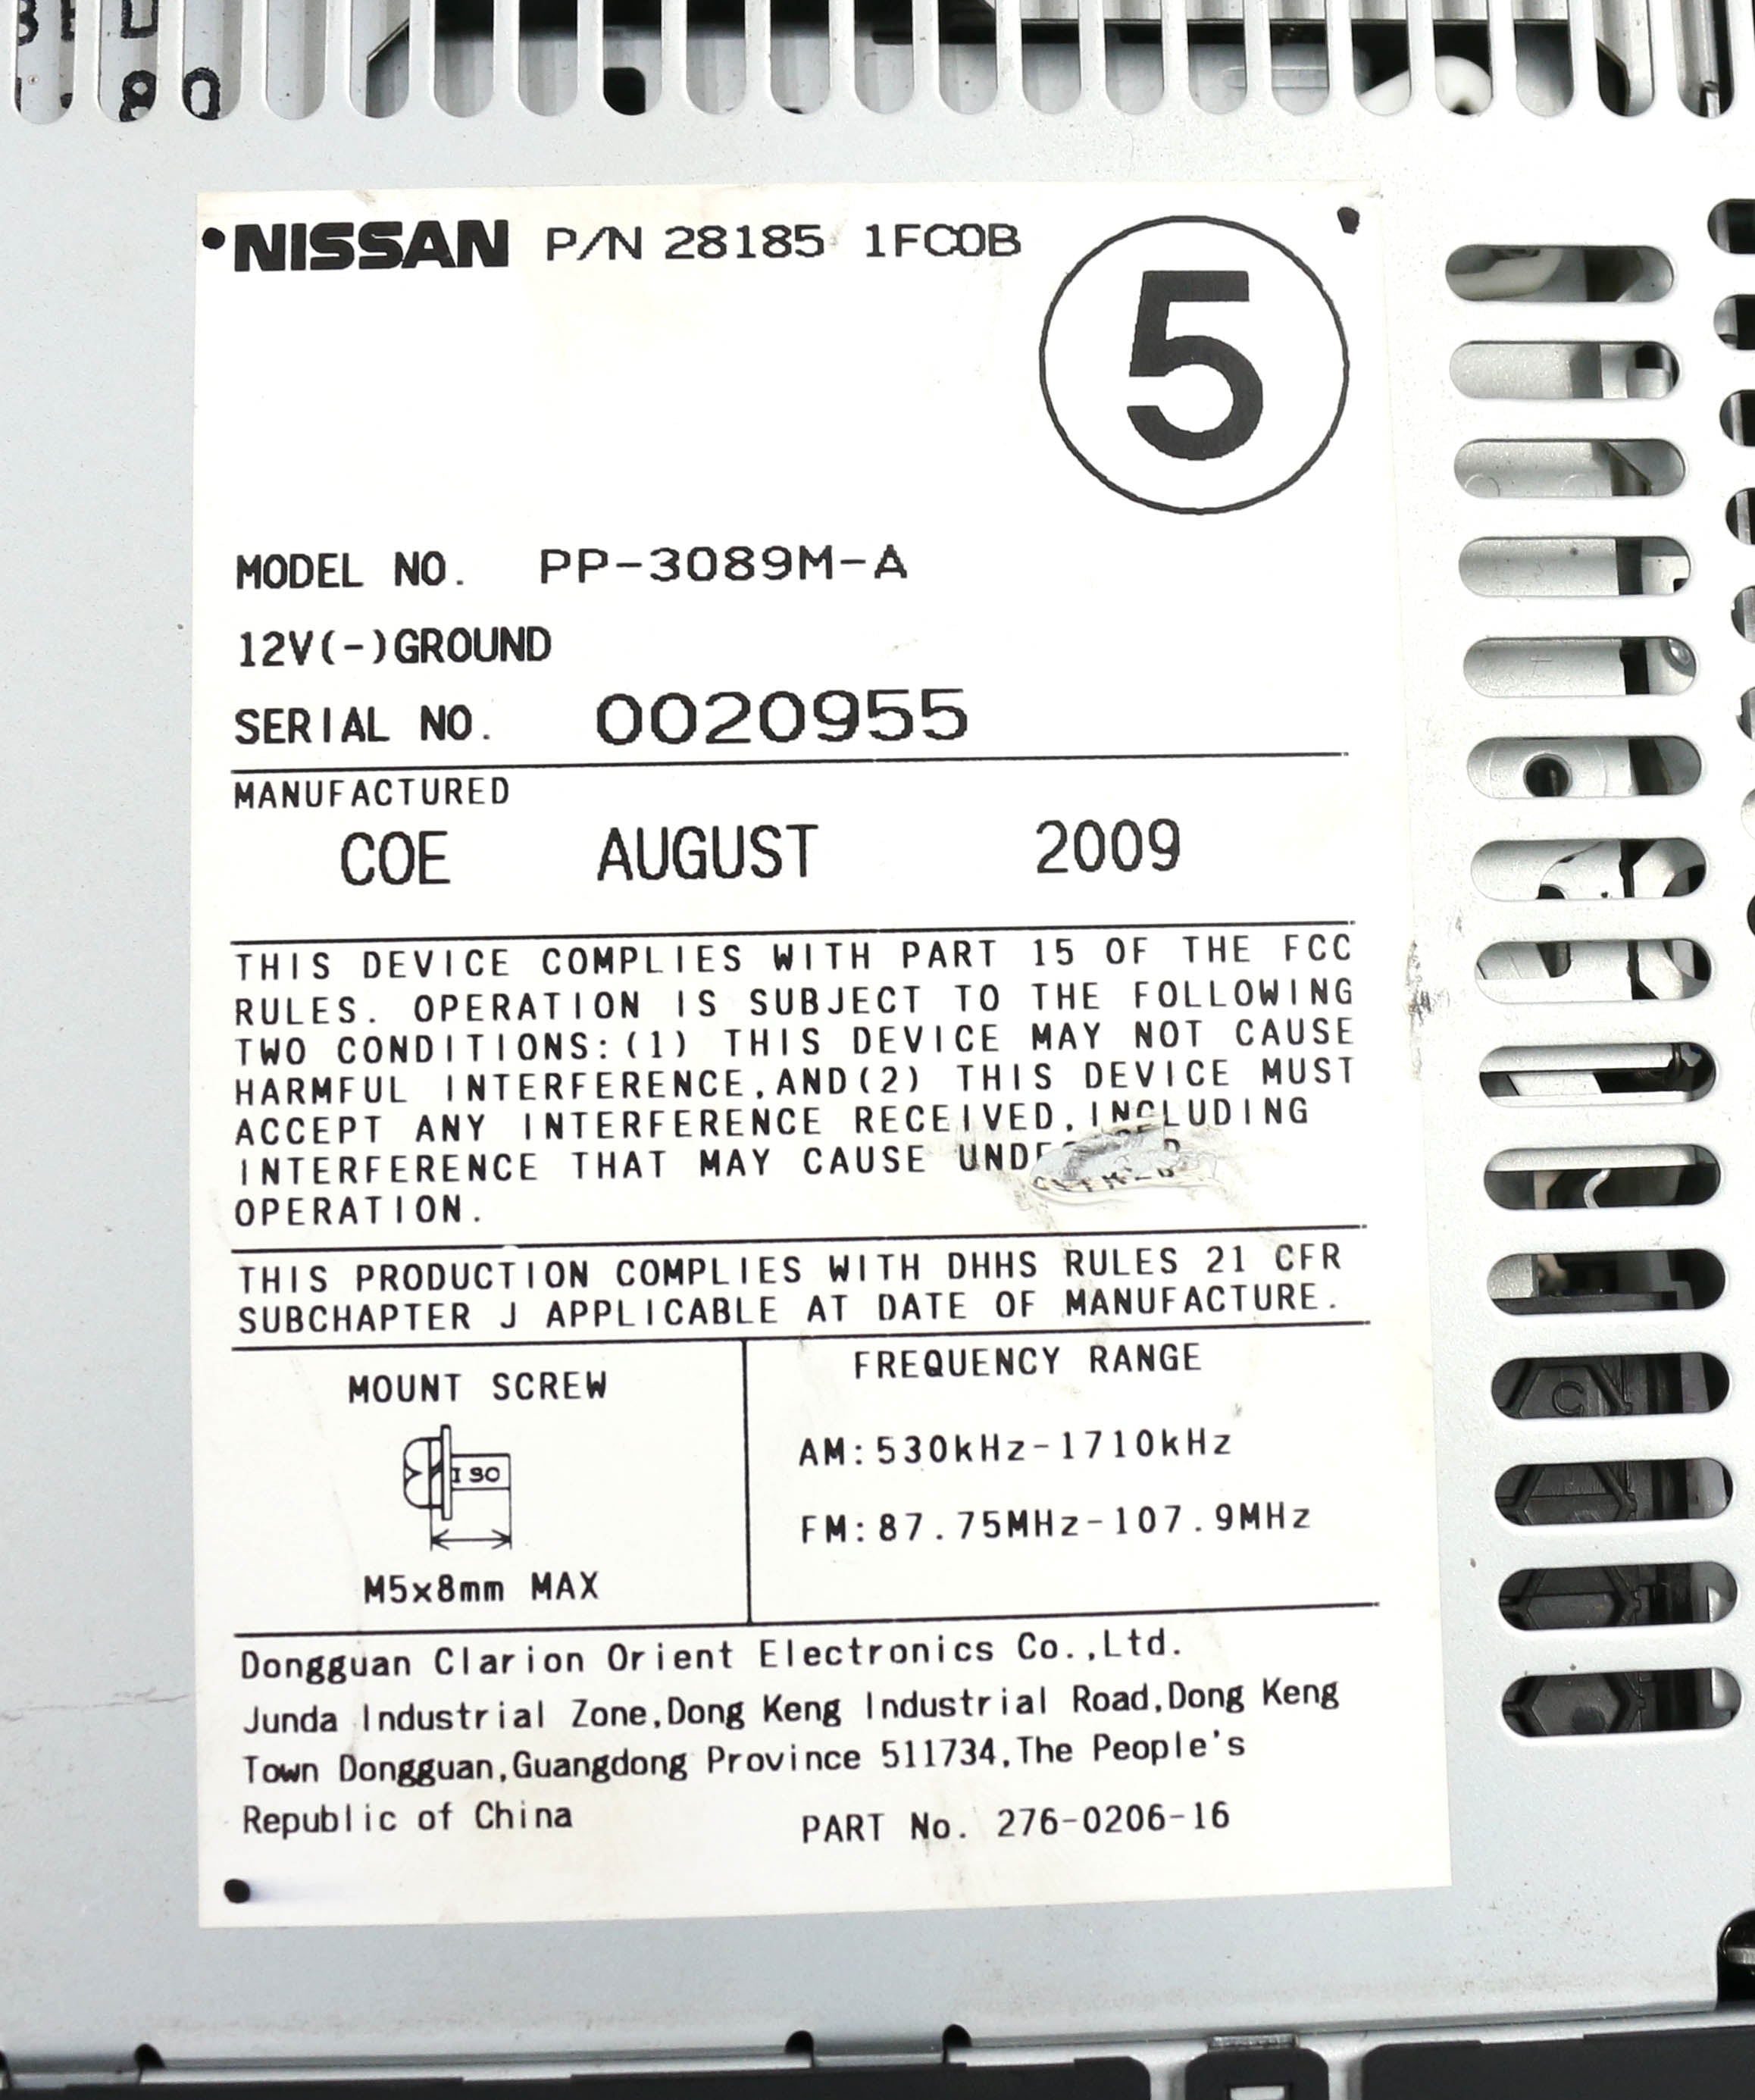 •NISSAN P/N 28185 1FC0B
5
MODEL NO. PP-3089M-A
12V(-)GROUND
SERIAL NO. 0020955
MANUFACTURED
COE AUGUST 2009
THIS DEVICE COMPLIES WITH PART 15 OF THE FCC
RULES. OPERATION IS SUBJECT TO THE FOLLOWING
TWO CONDITIONS:(1) THIS DEVICE MAY NOT CAUSE
HARMFUL INTERFERENCE,AND(2) THIS DEVICE MUST
ACCEPT ANY INTERFERENCE RECEIVED,INCLUDING
INTERFERENCE THAT MAY CAUSE
OPERATION.
THIS PRODUCTION COMPLIES WITH DHHS RULES 21 CFR
SUBCHAPTER J APPLICABLE AT DATE OF MANUFACTURE.
MOUNT SCREW
ISO
M5x8mm MAX
FREQUENCY RANGE
AM:530kHz-1710kHz
FM:87.75MHz-107.9MHz
Dongguan Clarion Orient Electronics Co.,Ltd.
Junda Industrial Zone,Dong Keng Industrial Road,Dong Keng
Town Dongguan,Guangdong Province 511734,The People's
Republic of China
PART No. 276-0206-16